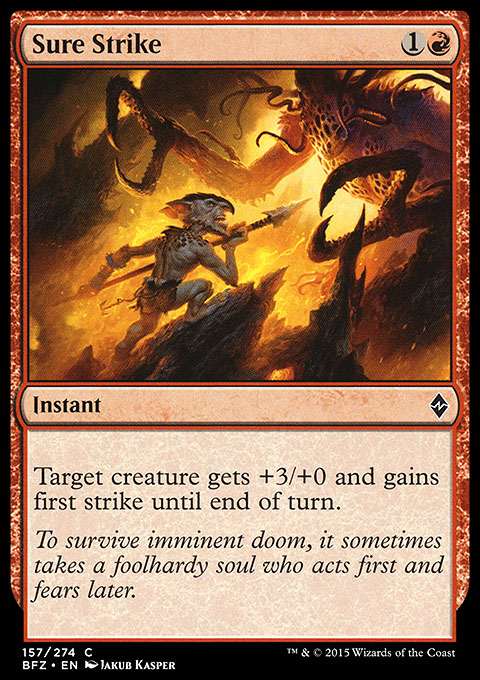 Sure Strike 1
Instant
Target creature gets +3/+0 and gains
first strike until end of turn.
To survive imminent doom, it sometimes
takes a foolhardy soul who acts first and
fears later.
157/274 C
BFZ • EN Jakub Kasper
™ & © 2015 Wizards of the Coast